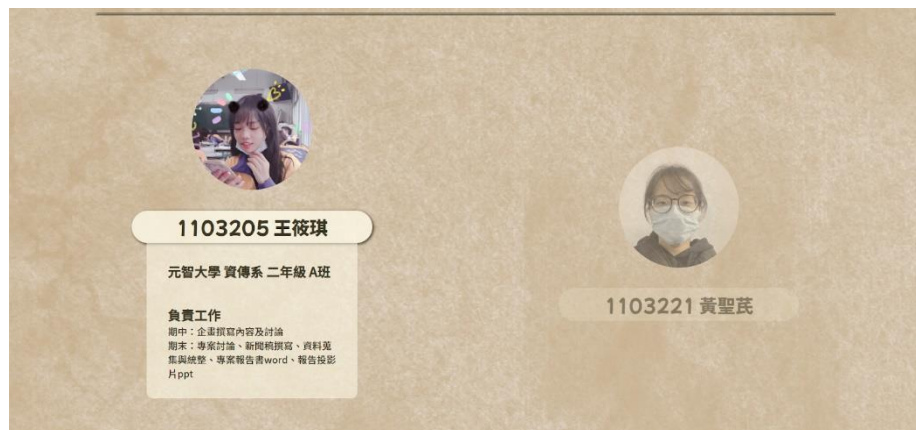 1103205 王筱琪
元智大學 資傳系 二年級 A班
負責工作
期中：企畫撰寫內容及討論
期末：專案討論、新聞稿撰寫、資料蒐
集與統整、專案報告書word、報告投影
片ppt
1103221 黃聖芪